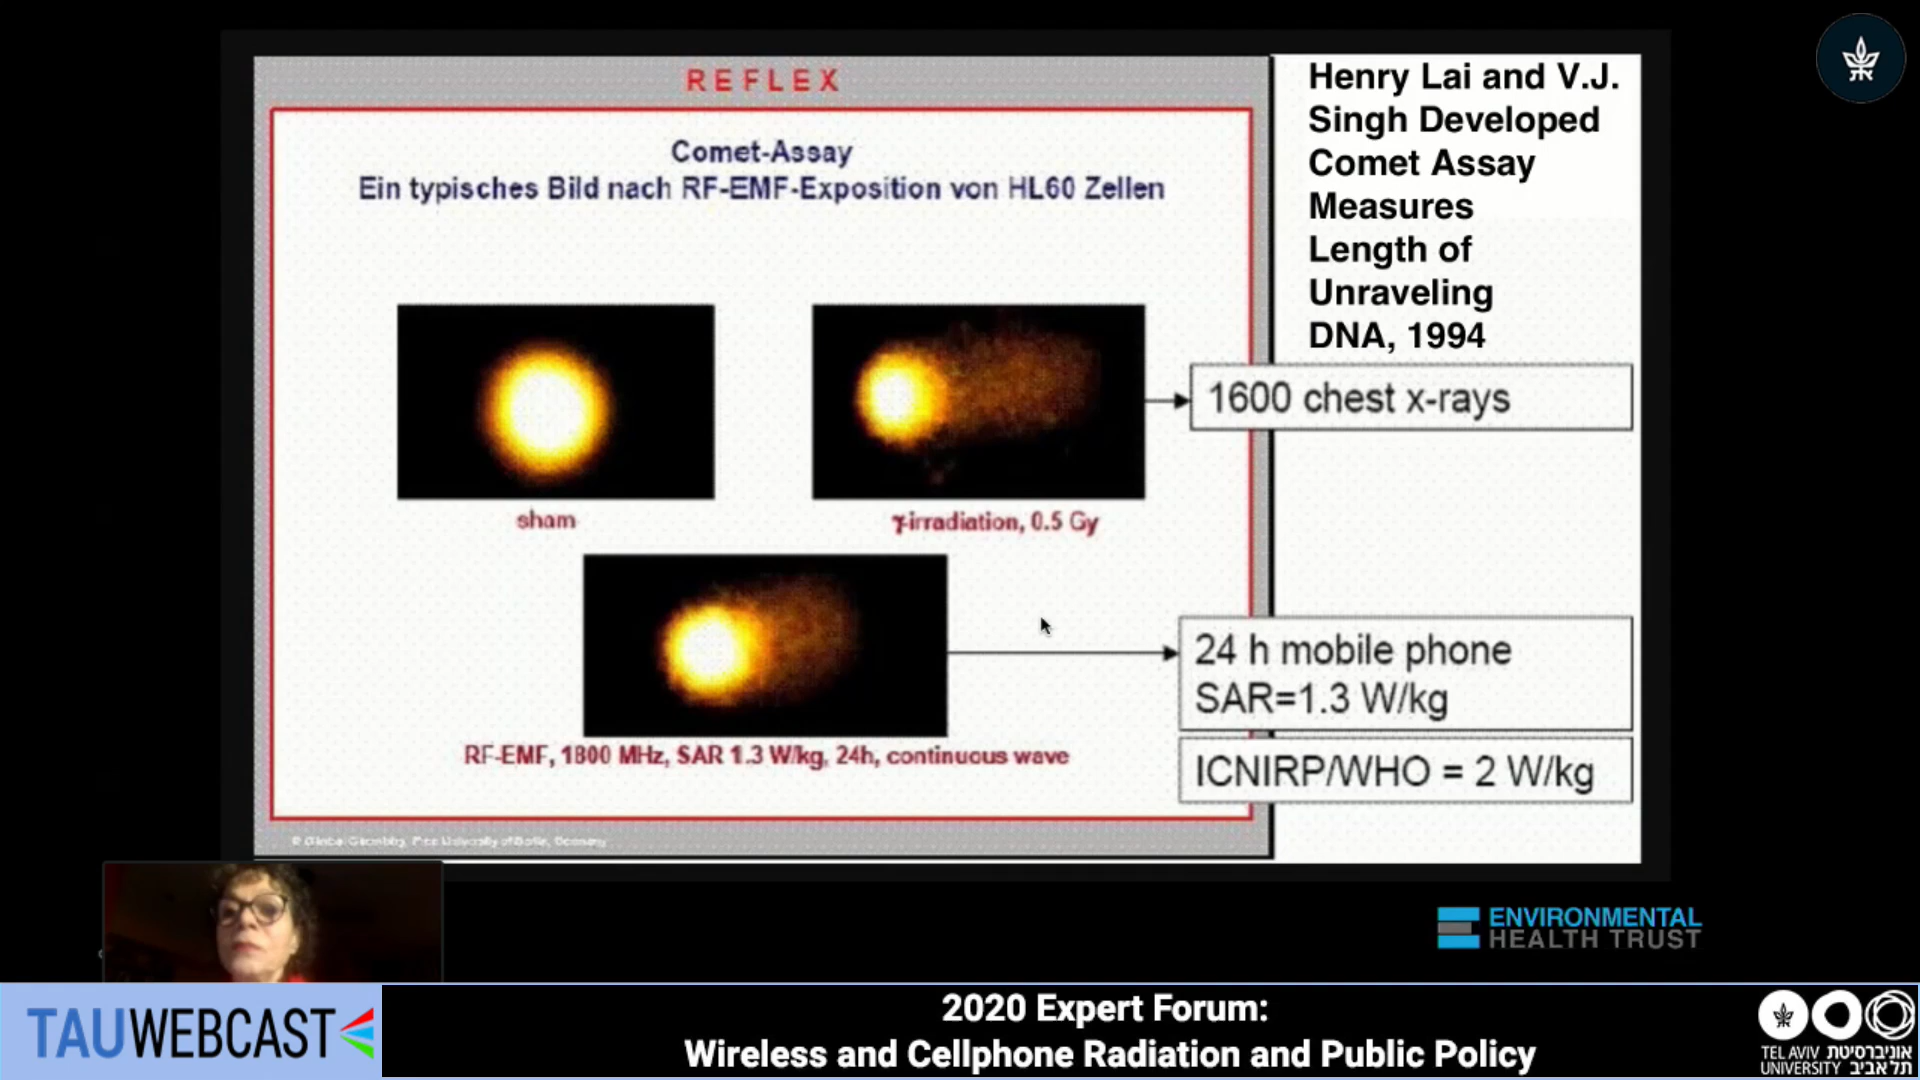 REFLEX
Comet-Assay
Ein typisches Bild nach RF-EMF-Exposition von HL60 Zellen
sham
γ-irradiation, 0.5 Gy
RF-EMF, 1800 MHz, SAR 1.3 W/kg, 24h, continuous wave
Henry Lai and V.J.
Singh Developed
Comet Assay
Measures
Length of
Unraveling
DNA, 1994
1600 chest x-rays
24 h mobile phone
SAR=1.3 W/kg
ICNIRP/WHO = 2 W/kg
ENVIRONMENTAL
HEALTH TRUST
TAUWEBCAST
2020 Expert Forum:
Wireless and Cellphone Radiation and Public Policy
TEL AVIV אוניברסיטת
UNIVERSITY תל אביב